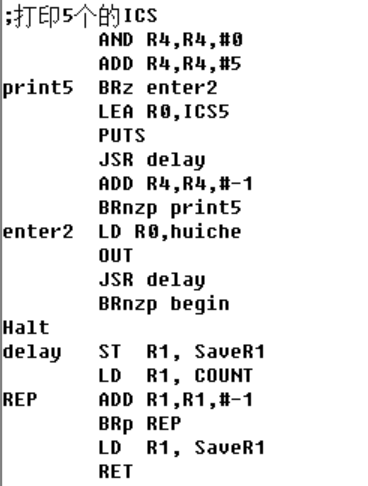 ;打印5个的ICS
AND R4,R4,#0
ADD R4,R4,#5
print5 BRz enter2
LEA R0,ICS5
PUTS
JSR delay
ADD R4,R4,#-1
BRnzp print5
enter2 LD R0,huiche
OUT
JSR delay
BRnzp begin
Halt
delay ST R1, SaveR1
LD R1, COUNT
REP ADD R1,R1,#-1
BRp REP
LD R1, SaveR1
RET